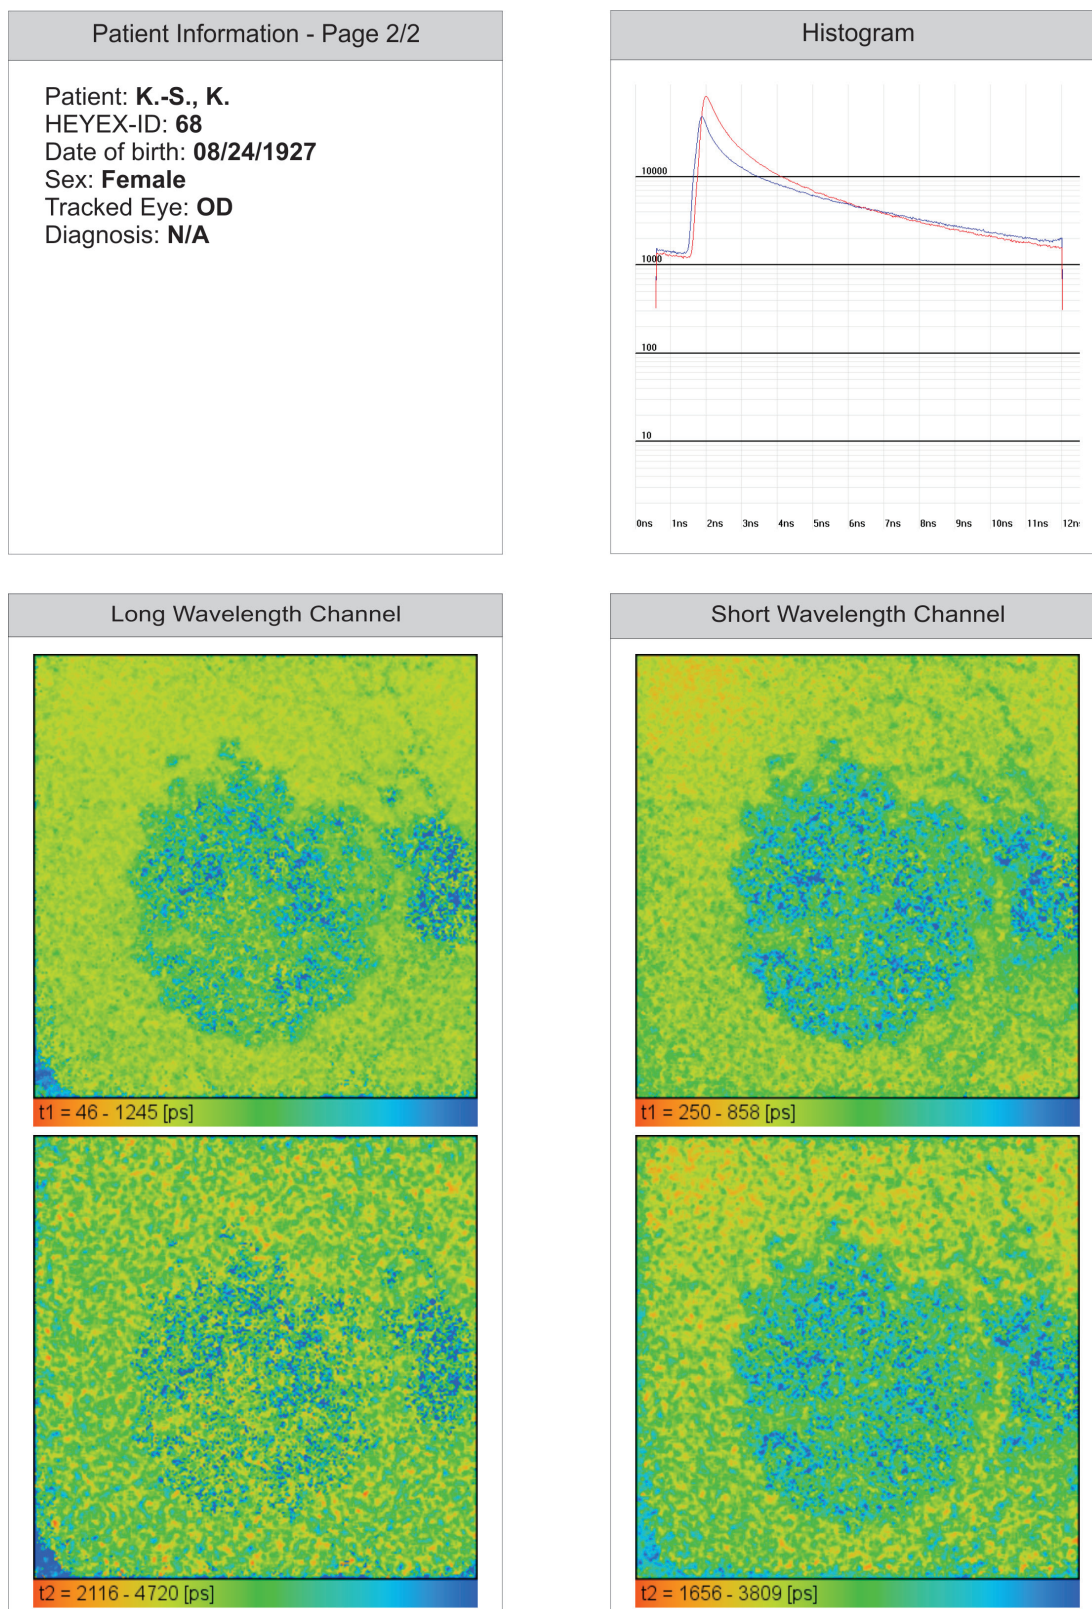 Patient Information - Page 2/2
Patient: K.-S., K.
HEYEX-ID: 68
Date of birth: 08/24/1927
Sex: Female
Tracked Eye: OD
Diagnosis: N/A
Histogram
10000
1000
100
10
0ns 1ns 2ns 3ns 4ns 5ns 6ns 7ns 8ns 9ns 10ns 11ns 12n
Long Wavelength Channel
t1 = 46 - 1245 [ps]
t2 = 2116 - 4720 [ps]
Short Wavelength Channel
t1 = 250 - 858 [ps]
t2 = 1656 - 3809 [ps]